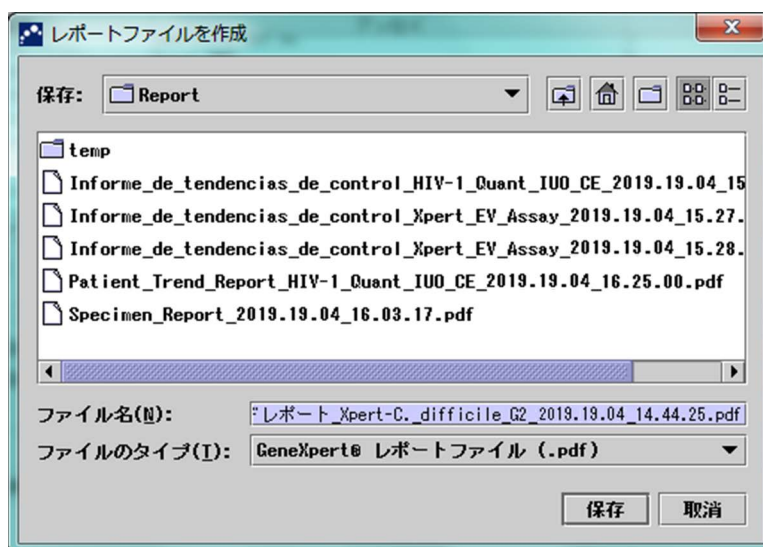 レポートファイルを作成
保存: Report
temp
Informe_de_tendencias_de_control_HIV-1_Quant_IUO_CE_2019.19.04_15
Informe_de_tendencias_de_control_Xpert_EV_Assay_2019.19.04_15.27.
Informe_de_tendencias_de_control_Xpert_EV_Assay_2019.19.04_15.28.
Patient_Trend_Report_HIV-1_Quant_IUO_CE_2019.19.04_16.25.00.pdf
Specimen_Report_2019.19.04_16.03.17.pdf
ファイル名(N): レポート_Xpert-C._difficile_G2_2019.19.04_14.44.25.pdf
ファイルのタイプ(T): GeneXpert® レポートファイル (.pdf)
保存 取消